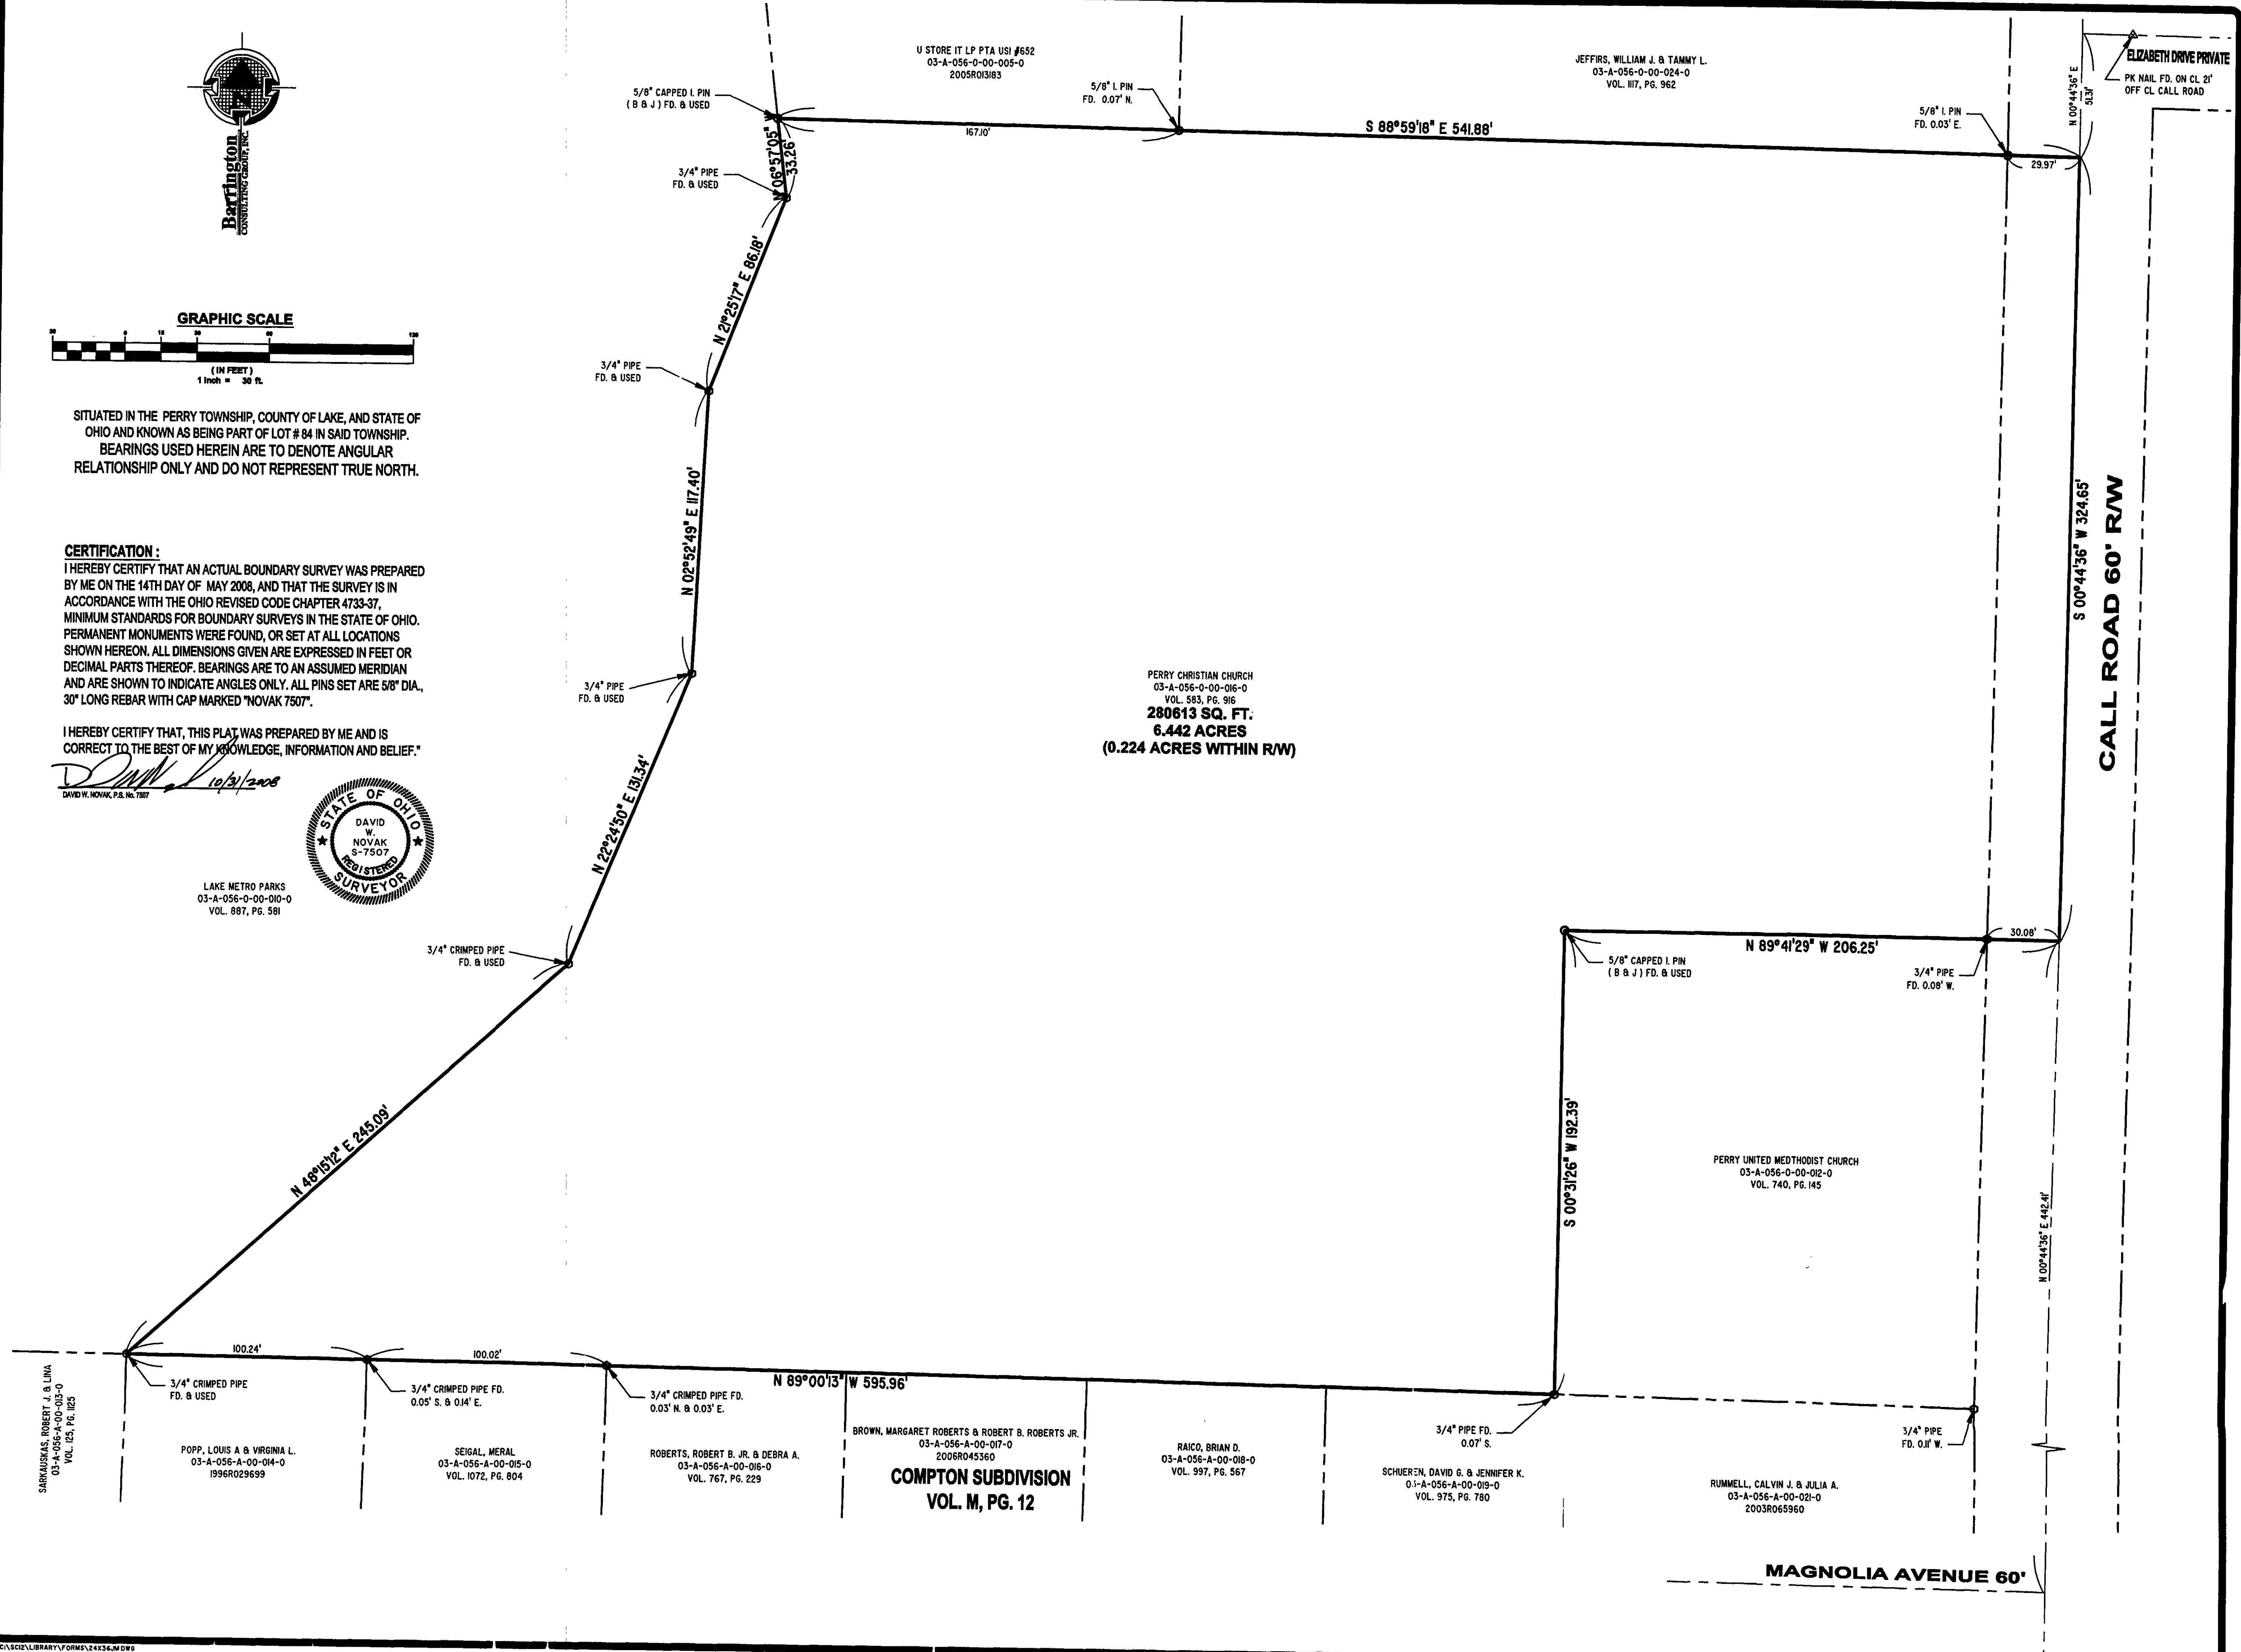 Barrington
CONSULTING GROUP, INC.
N
GRAPHIC SCALE
30 0 15 30 60 120
( IN FEET )
1 inch = 30 ft.
SITUATED IN THE PERRY TOWNSHIP, COUNTY OF LAKE, AND STATE OF
OHIO AND KNOWN AS BEING PART OF LOT # 84 IN SAID TOWNSHIP.
BEARINGS USED HEREIN ARE TO DENOTE ANGULAR
RELATIONSHIP ONLY AND DO NOT REPRESENT TRUE NORTH.
CERTIFICATION :
I HEREBY CERTIFY THAT AN ACTUAL BOUNDARY SURVEY WAS PREPARED
BY ME ON THE 14TH DAY OF MAY 2008, AND THAT THE SURVEY IS IN
ACCORDANCE WITH THE OHIO REVISED CODE CHAPTER 4733-37,
MINIMUM STANDARDS FOR BOUNDARY SURVEYS IN THE STATE OF OHIO.
PERMANENT MONUMENTS WERE FOUND, OR SET AT ALL LOCATIONS
SHOWN HEREON. ALL DIMENSIONS GIVEN ARE EXPRESSED IN FEET OR
DECIMAL PARTS THEREOF. BEARINGS ARE TO AN ASSUMED MERIDIAN
AND ARE SHOWN TO INDICATE ANGLES ONLY. ALL PINS SET ARE 5/8" DIA.,
30" LONG REBAR WITH CAP MARKED "NOVAK 7507".
I HEREBY CERTIFY THAT, THIS PLAT WAS PREPARED BY ME AND IS
CORRECT TO THE BEST OF MY KNOWLEDGE, INFORMATION AND BELIEF."
10/31/2008
DAVID W. NOVAK, P.S. No. 7507
STATE OF OHIO
DAVID
W.
NOVAK
S-7507
REGISTERED
SURVEYOR
LAKE METRO PARKS
03-A-056-0-00-010-0
VOL. 887, PG. 581
U STORE IT LP PTA USI #652
03-A-056-0-00-005-0
2005R013183
JEFFIRS, WILLIAM J. & TAMMY L.
03-A-056-0-00-024-0
VOL. 1117, PG. 962
ELIZABETH DRIVE PRIVATE
PK NAIL FD. ON CL 21'
OFF CL CALL ROAD
N 00°44'36" E
51.31'
5/8" CAPPED I. PIN
( B & J ) FD. & USED
5/8" I. PIN
FD. 0.07' N.
5/8" I. PIN
FD. 0.03' E.
167.10'
S 88°59'18" E 541.88'
29.97'
N 06°57'05" W
33.26'
3/4" PIPE
FD. & USED
N 21°25'17" E 86.18'
3/4" PIPE
FD. & USED
N 02°52'49" E 117.40'
3/4" PIPE
FD. & USED
N 22°24'50" E 131.34'
3/4" CRIMPED PIPE
FD. & USED
N 48°15'12" E 245.09'
S 00°44'36" W 324.65'
CALL ROAD 60' R/W
PERRY CHRISTIAN CHURCH
03-A-056-0-00-016-0
VOL. 583, PG. 916
280613 SQ. FT.
6.442 ACRES
(0.224 ACRES WITHIN R/W)
N 89°41'29" W 206.25'
30.08'
5/8" CAPPED I. PIN
( B & J ) FD. & USED
3/4" PIPE
FD. 0.08' W.
S 00°31'26" W 192.39'
PERRY UNITED MEDTHODIST CHURCH
03-A-056-0-00-012-0
VOL. 740, PG. 145
N 00°44'36" E 442.41'
100.24'
100.02'
N 89°00'13" W 595.96'
3/4" CRIMPED PIPE
FD. & USED
3/4" CRIMPED PIPE FD.
0.05' S. & 0.14' E.
3/4" CRIMPED PIPE FD.
0.03' N. & 0.03' E.
3/4" PIPE FD.
0.07' S.
3/4" PIPE
FD. 0.11' W.
SARKAUSKAS, ROBERT J. & LINA
03-A-056-A-00-013-0
VOL. 125, PG. 1125
POPP, LOUIS A & VIRGINIA L.
03-A-056-A-00-014-0
1996R029699
SEIGAL, MERAL
03-A-056-A-00-015-0
VOL. 1072, PG. 804
ROBERTS, ROBERT B. JR. & DEBRA A.
03-A-056-A-00-016-0
VOL. 767, PG. 229
BROWN, MARGARET ROBERTS & ROBERT B. ROBERTS JR.
03-A-056-A-00-017-0
2006R045360
COMPTON SUBDIVISION
VOL. M, PG. 12
RAICO, BRIAN D.
03-A-056-A-00-018-0
VOL. 997, PG. 567
SCHUEREN, DAVID G. & JENNIFER K.
03-A-056-A-00-019-0
VOL. 975, PG. 780
RUMMELL, CALVIN J. & JULIA A.
03-A-056-A-00-021-0
2003R065960
MAGNOLIA AVENUE 60'
C:\SCI2\LIBRARY\FORMS\24X36JM DWG